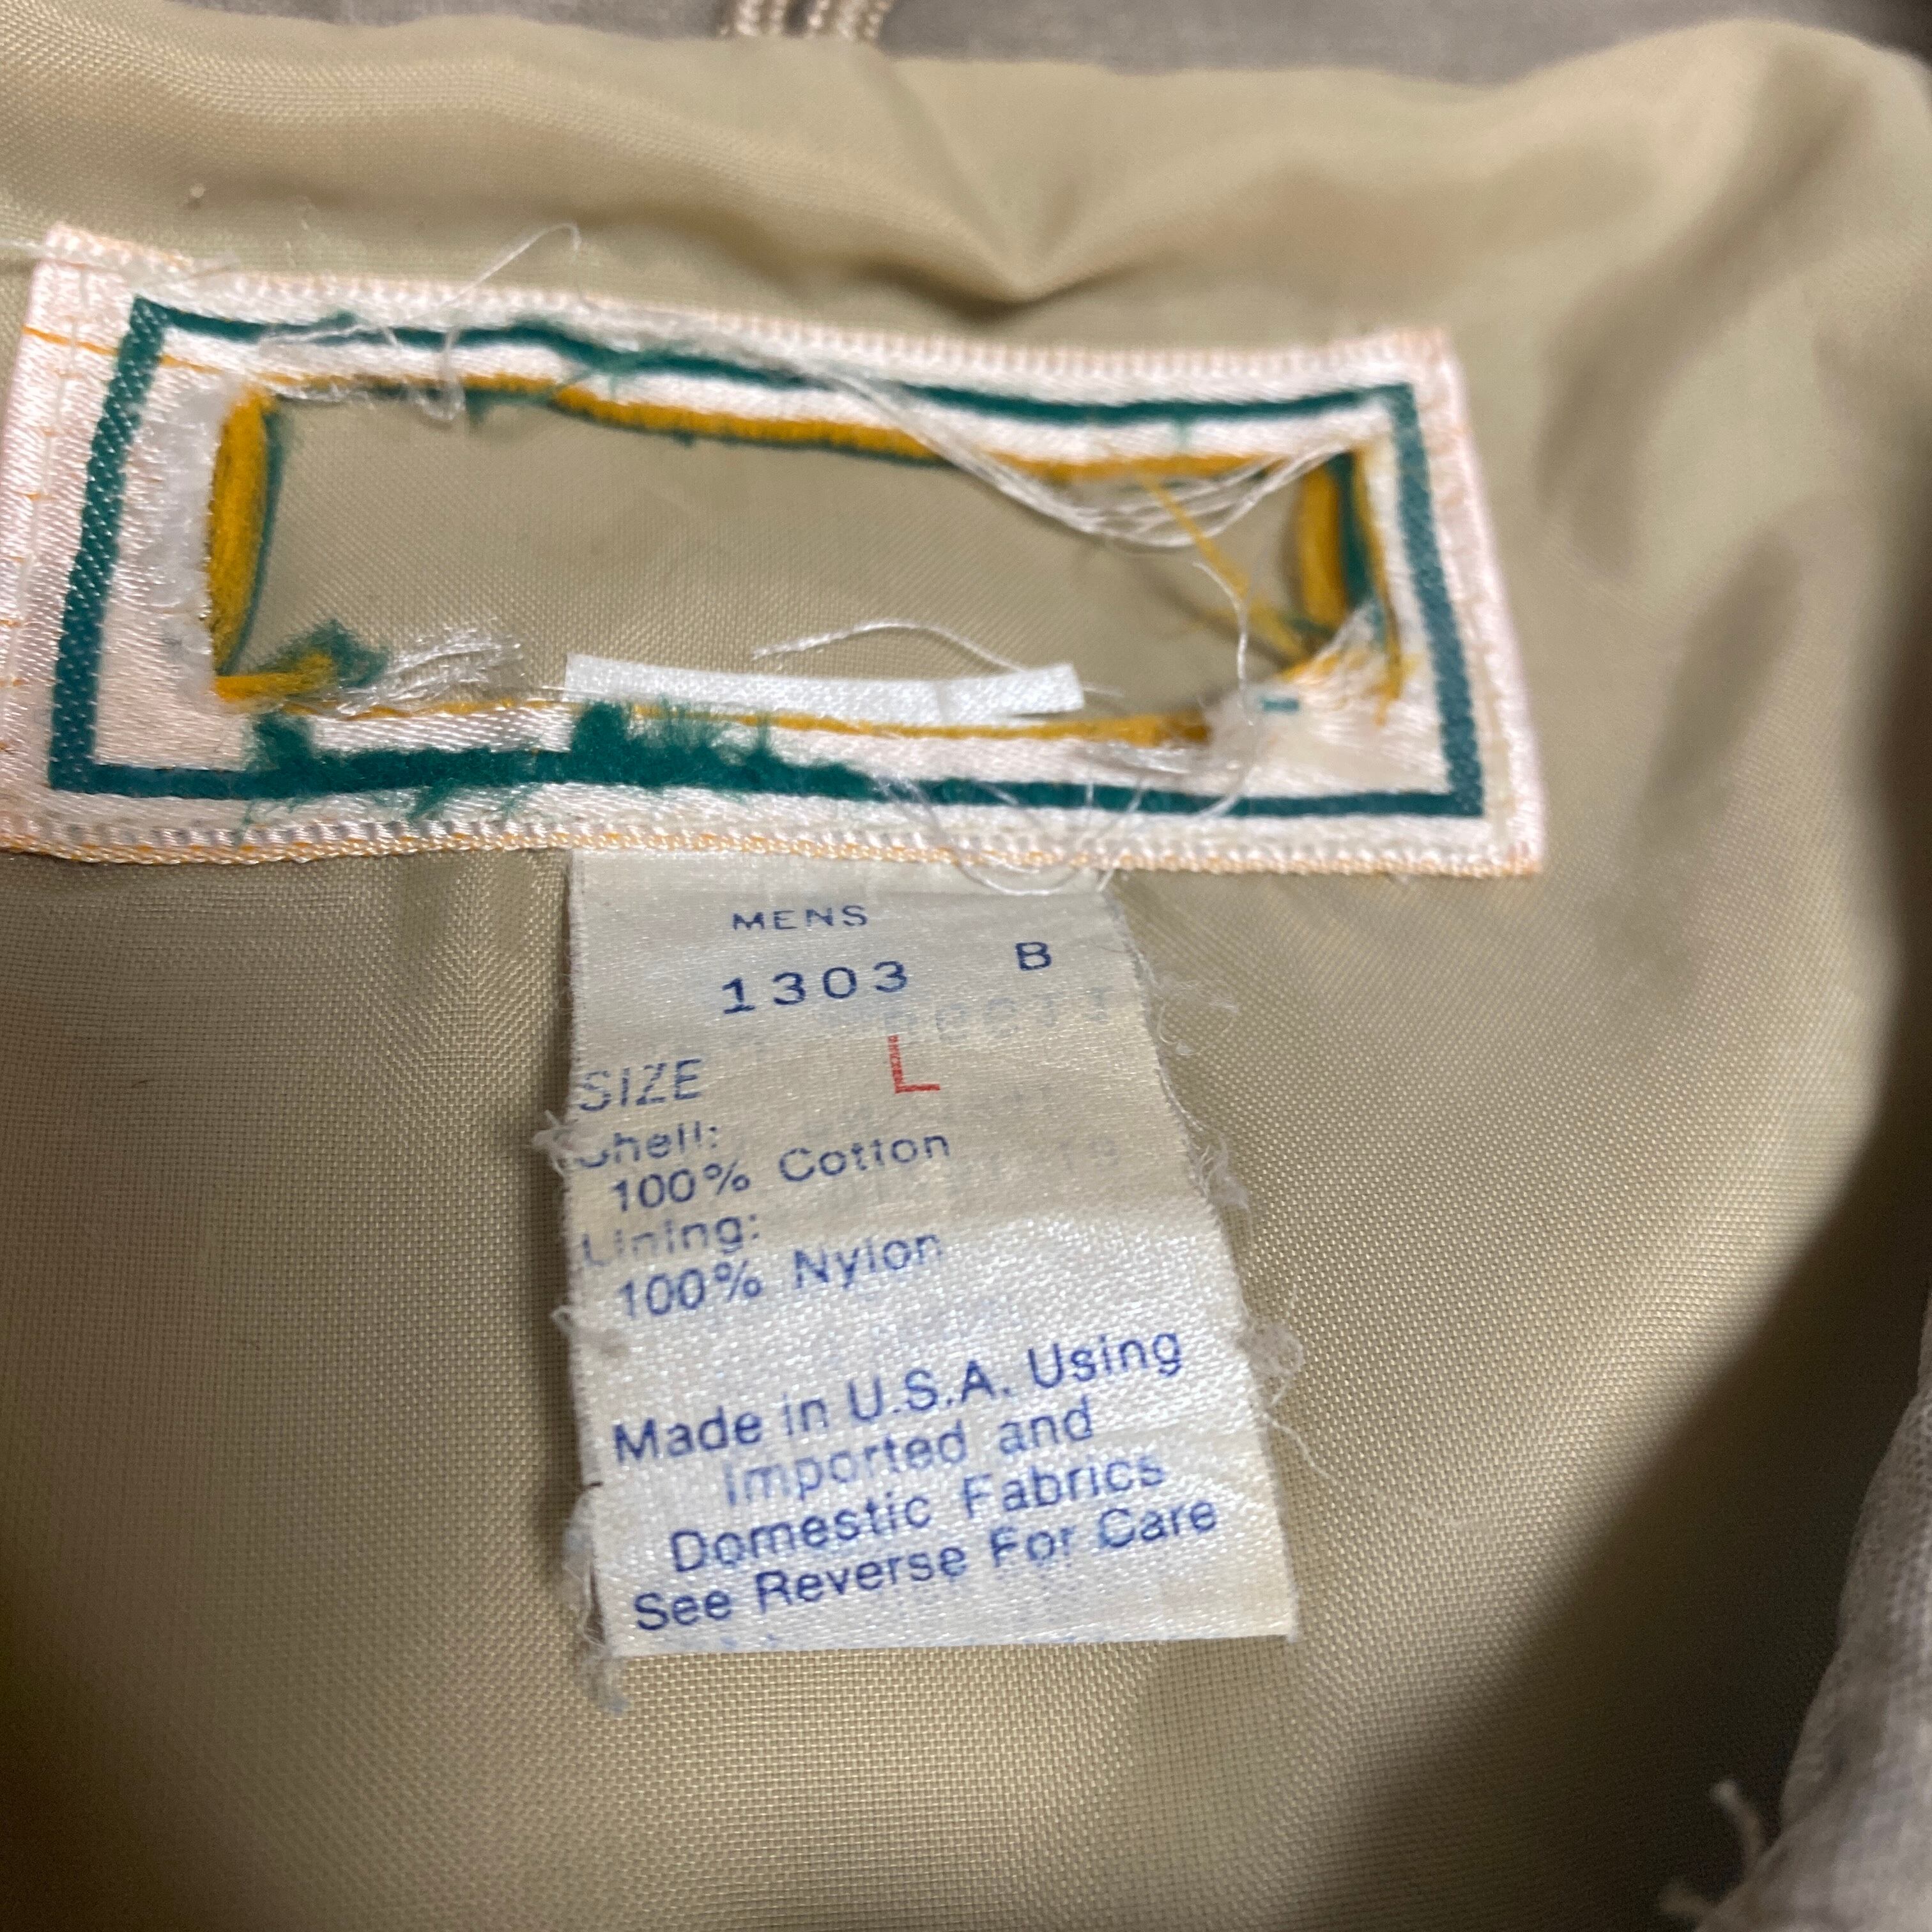 MENS
1303 B
SIZE L
Shell:
100% Cotton
Lining:
100% Nylon
Made in U.S.A. Using
Imported and
Domestic Fabrics
See Reverse For Care